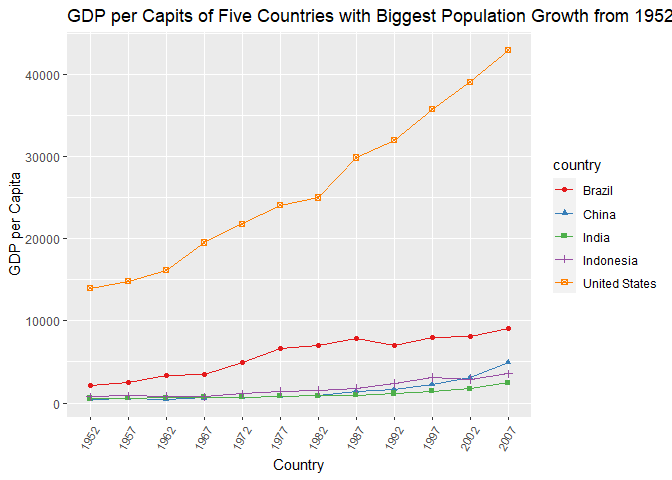 GDP per Capits of Five Countries with Biggest Population Growth from 1952
GDP per Capita
40000
30000
20000
10000
0
1952
1957
1962
1967
1972
1977
1982
1987
1992
1997
2002
2007
Country
country
Brazil
China
India
Indonesia
United States